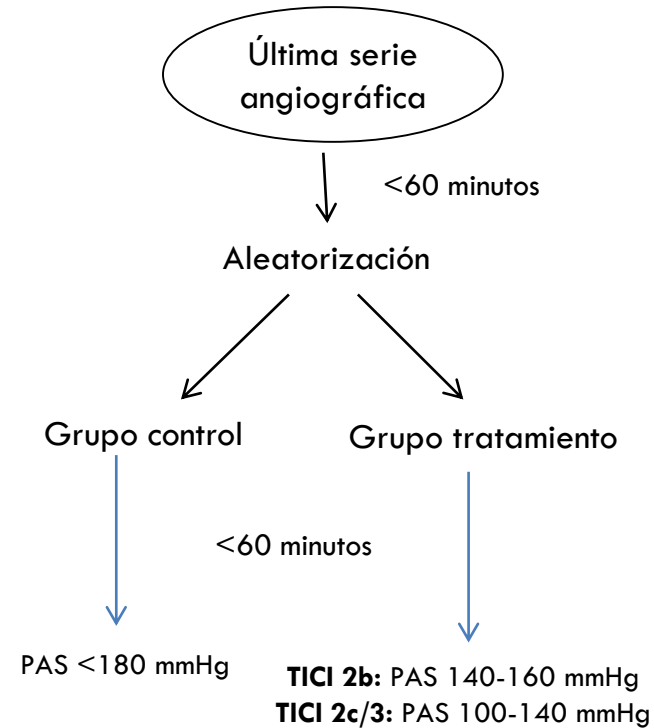 Última serie
angiográfica
<60 minutos
Aleatorización
Grupo control
Grupo tratamiento
<60 minutos
PAS <180 mmHg
TICI 2b: PAS 140-160 mmHg
TICI 2c/3: PAS 100-140 mmHg